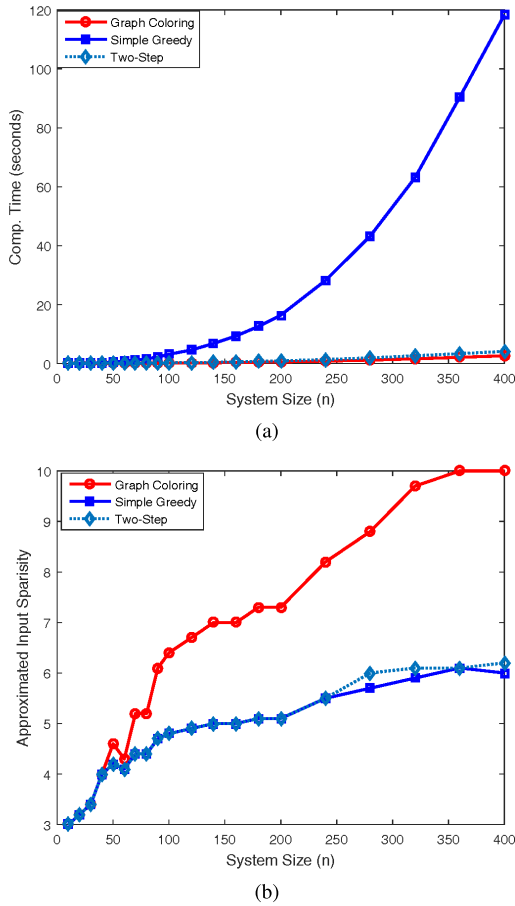 120
100
80
60
40
20
0
Comp. Time (seconds)
Graph Coloring
Simple Greedy
Two-Step
0 50 100 150 200 250 300 350 400
System Size (n)
(a)
10
9
8
7
6
5
4
3
Approximated Input Sparisity
Graph Coloring
Simple Greedy
Two-Step
0 50 100 150 200 250 300 350 400
System Size (n)
(b)